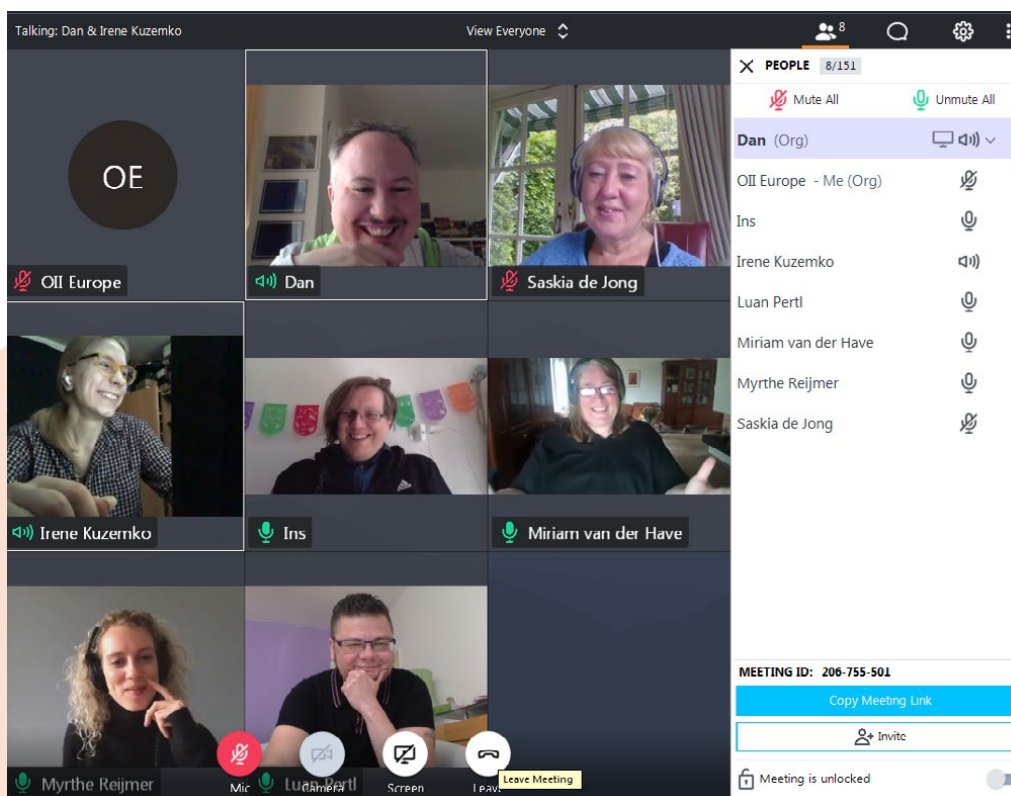 Talking: Dan & Irene Kuzemko
View Everyone
8
OE
OII Europe
Dan
Saskia de Jong
Irene Kuzemko
Ins
Miriam van der Have
Myrthe Reijmer
Luan Pertl
Mic
Camera
Screen
Leave
Leave Meeting
PEOPLE 8/151
Mute All
Unmute All
Dan (Org)
OII Europe - Me (Org)
Ins
Irene Kuzemko
Luan Pertl
Miriam van der Have
Myrthe Reijmer
Saskia de Jong
MEETING ID: 206-755-501
Copy Meeting Link
Invite
Meeting is unlocked